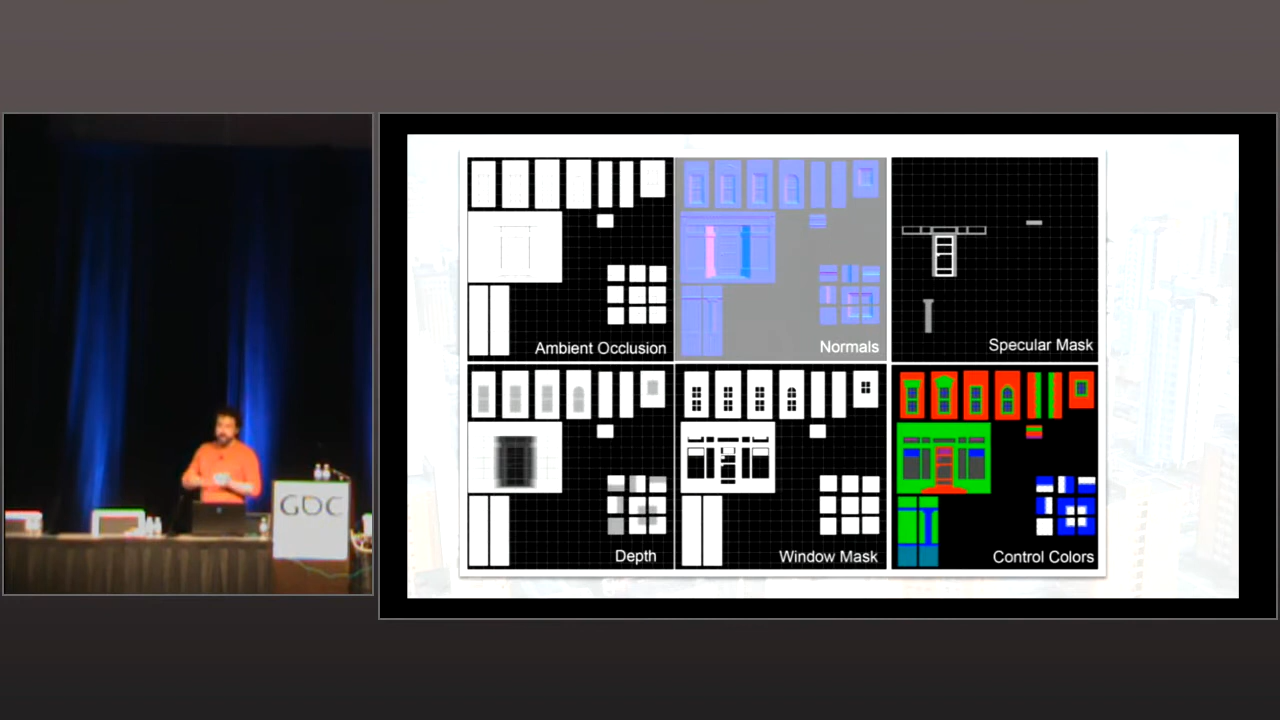 GDC
Ambient Occlusion
Normals
Specular Mask
Depth
Window Mask
Control Colors